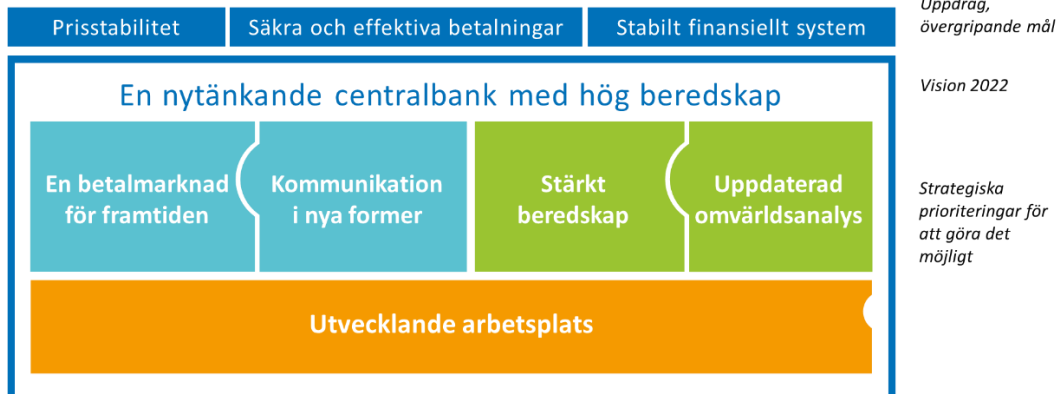 Prisstabilitet
Säkra och effektiva betalningar
Stabilt finansiellt system
Uppdrag,
övergripande mål
En nytänkande centralbank med hög beredskap
Vision 2022
En betalmarknad
för framtiden
Kommunikation
i nya former
Stärkt
beredskap
Uppdaterad
omvärldsanalys
Strategiska
prioriteringar för
att göra det
möjligt
Utvecklande arbetsplats